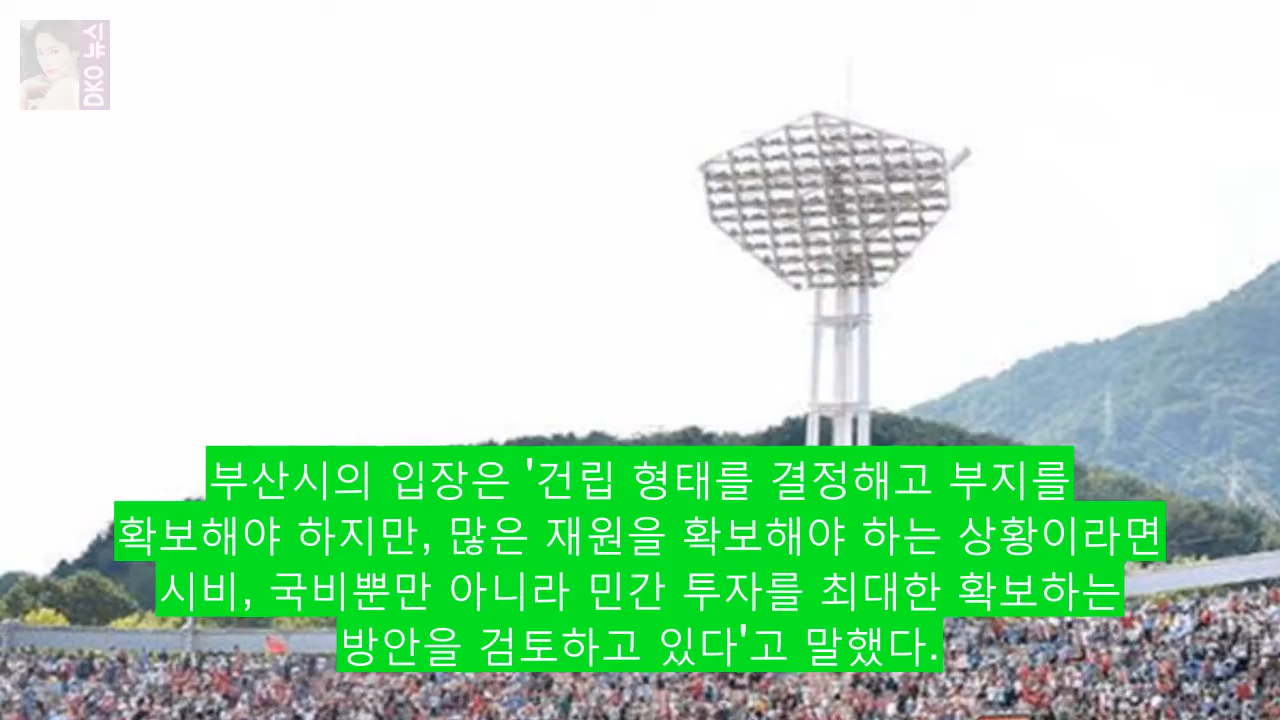 DKO 뉴스
부산시의 입장은 '건립 형태를 결정해고 부지를
확보해야 하지만, 많은 재원을 확보해야 하는 상황이라면
시비, 국비뿐만 아니라 민간 투자를 최대한 확보하는
방안을 검토하고 있다'고 말했다.